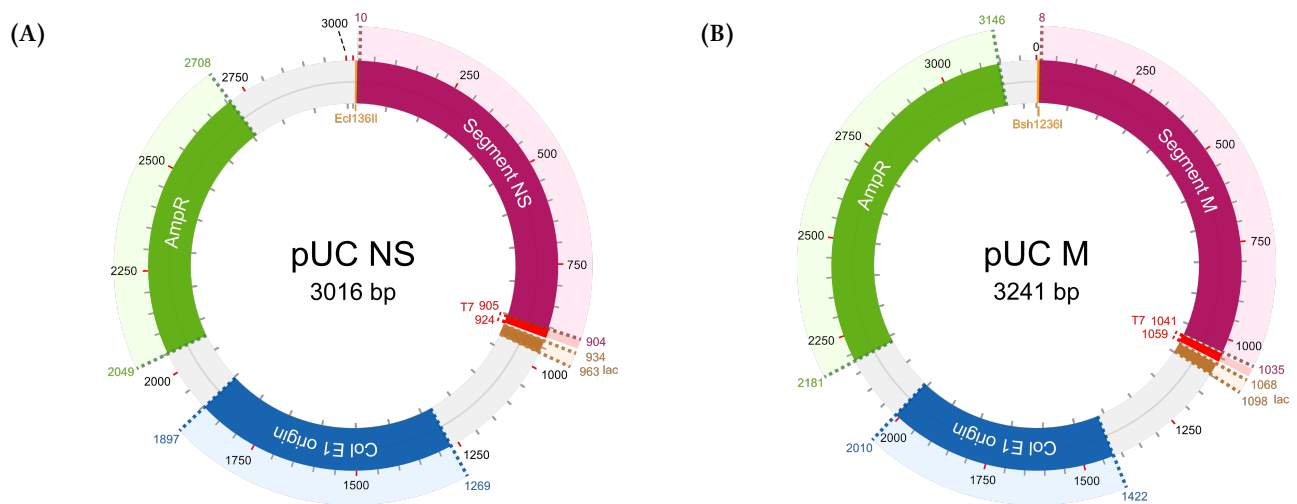 (A)
3000
10
2708
2750
250
Ecl136II
Segment NS
2500
500
AmpR
pUC NS
3016 bp
2250
750
T7 905
924
904
934
963 lac
2049
2000
1000
1897
1750
Col E1 origin
1500
1250
1269
(B)
3146
0
8
3000
250
Bsh1236I
Segment M
2750
500
AmpR
pUC M
3241 bp
2500
750
T7 1041
1059
2250
1000
1035
1068
1098 lac
2181
2010
2000
1750
Col E1 origin
1500
1250
1422